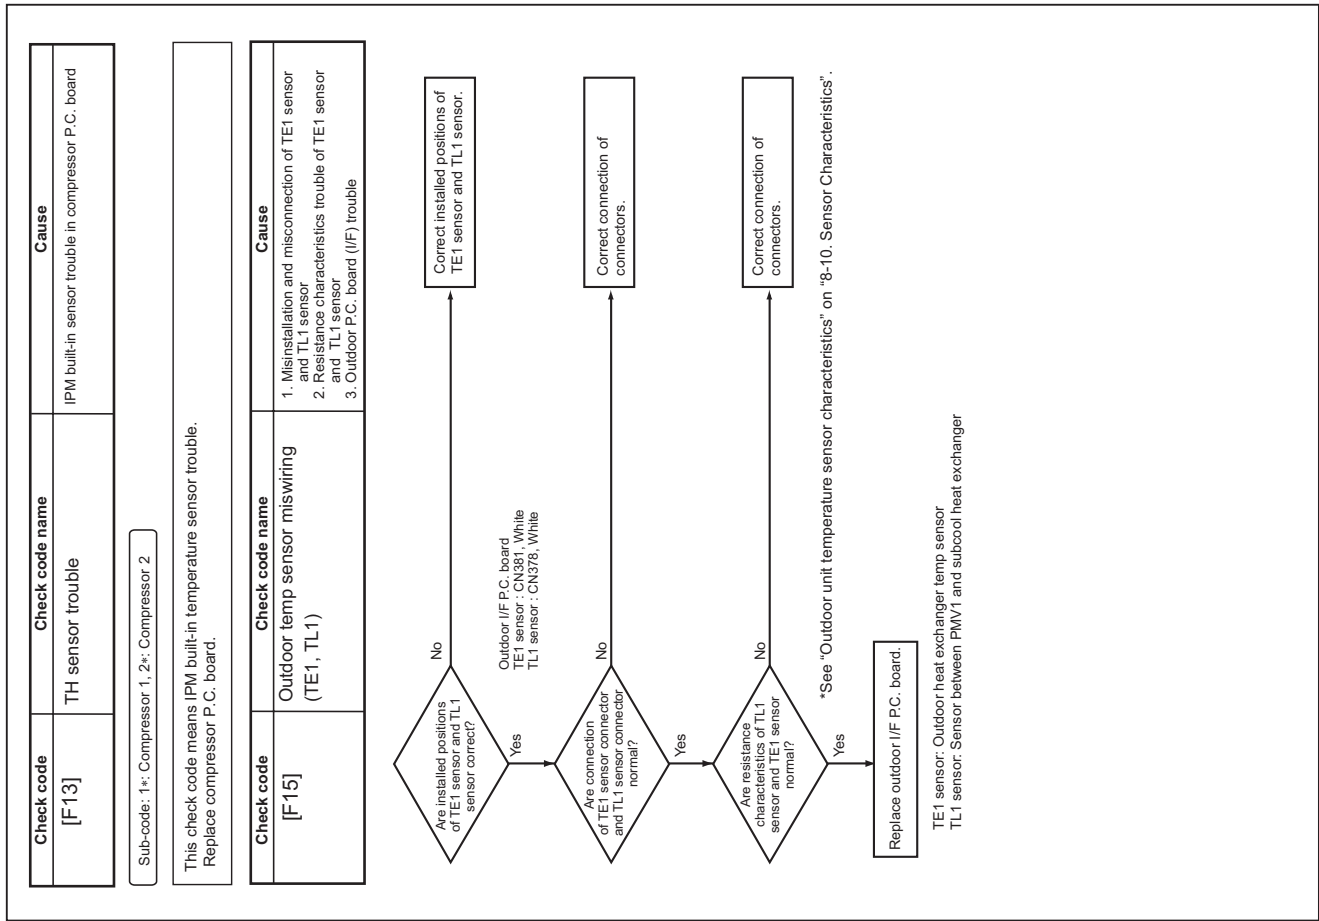 Check code
Check code name
Cause
[F13]
TH sensor trouble
IPM built-in sensor trouble in compressor P.C. board
Sub-code: 1*: Compressor 1, 2*: Compressor 2
This check code means IPM built-in temperature sensor trouble.
Replace compressor P.C. board.
Check code
Check code name
Cause
[F15]
Outdoor temp sensor miswiring
(TE1, TL1)
1. Misinstallation and misconnection of TE1 sensor
and TL1 sensor
2. Resistance characteristics trouble of TE1 sensor
and TL1 sensor
3. Outdoor P.C. board (I/F) trouble
Are installed positions
of TE1 sensor and TL1
sensor correct?
No
Correct installed positions of
TE1 sensor and TL1 sensor.
Yes
Outdoor I/F P.C. board
TE1 sensor : CN381, White
TL1 sensor : CN378, White
Are connection
of TE1 sensor connector
and TL1 sensor connector
normal?
No
Correct connection of
connectors.
Yes
Are resistance
characteristics of TL1
sensor and TE1 sensor
normal?
No
Correct connection of
connectors.
Yes
*See “Outdoor unit temperature sensor characteristics” on “8-10. Sensor Characteristics”.
Replace outdoor I/F P.C. board.
TE1 sensor: Outdoor heat exchanger temp sensor
TL1 sensor: Sensor between PMV1 and subcool heat exchanger